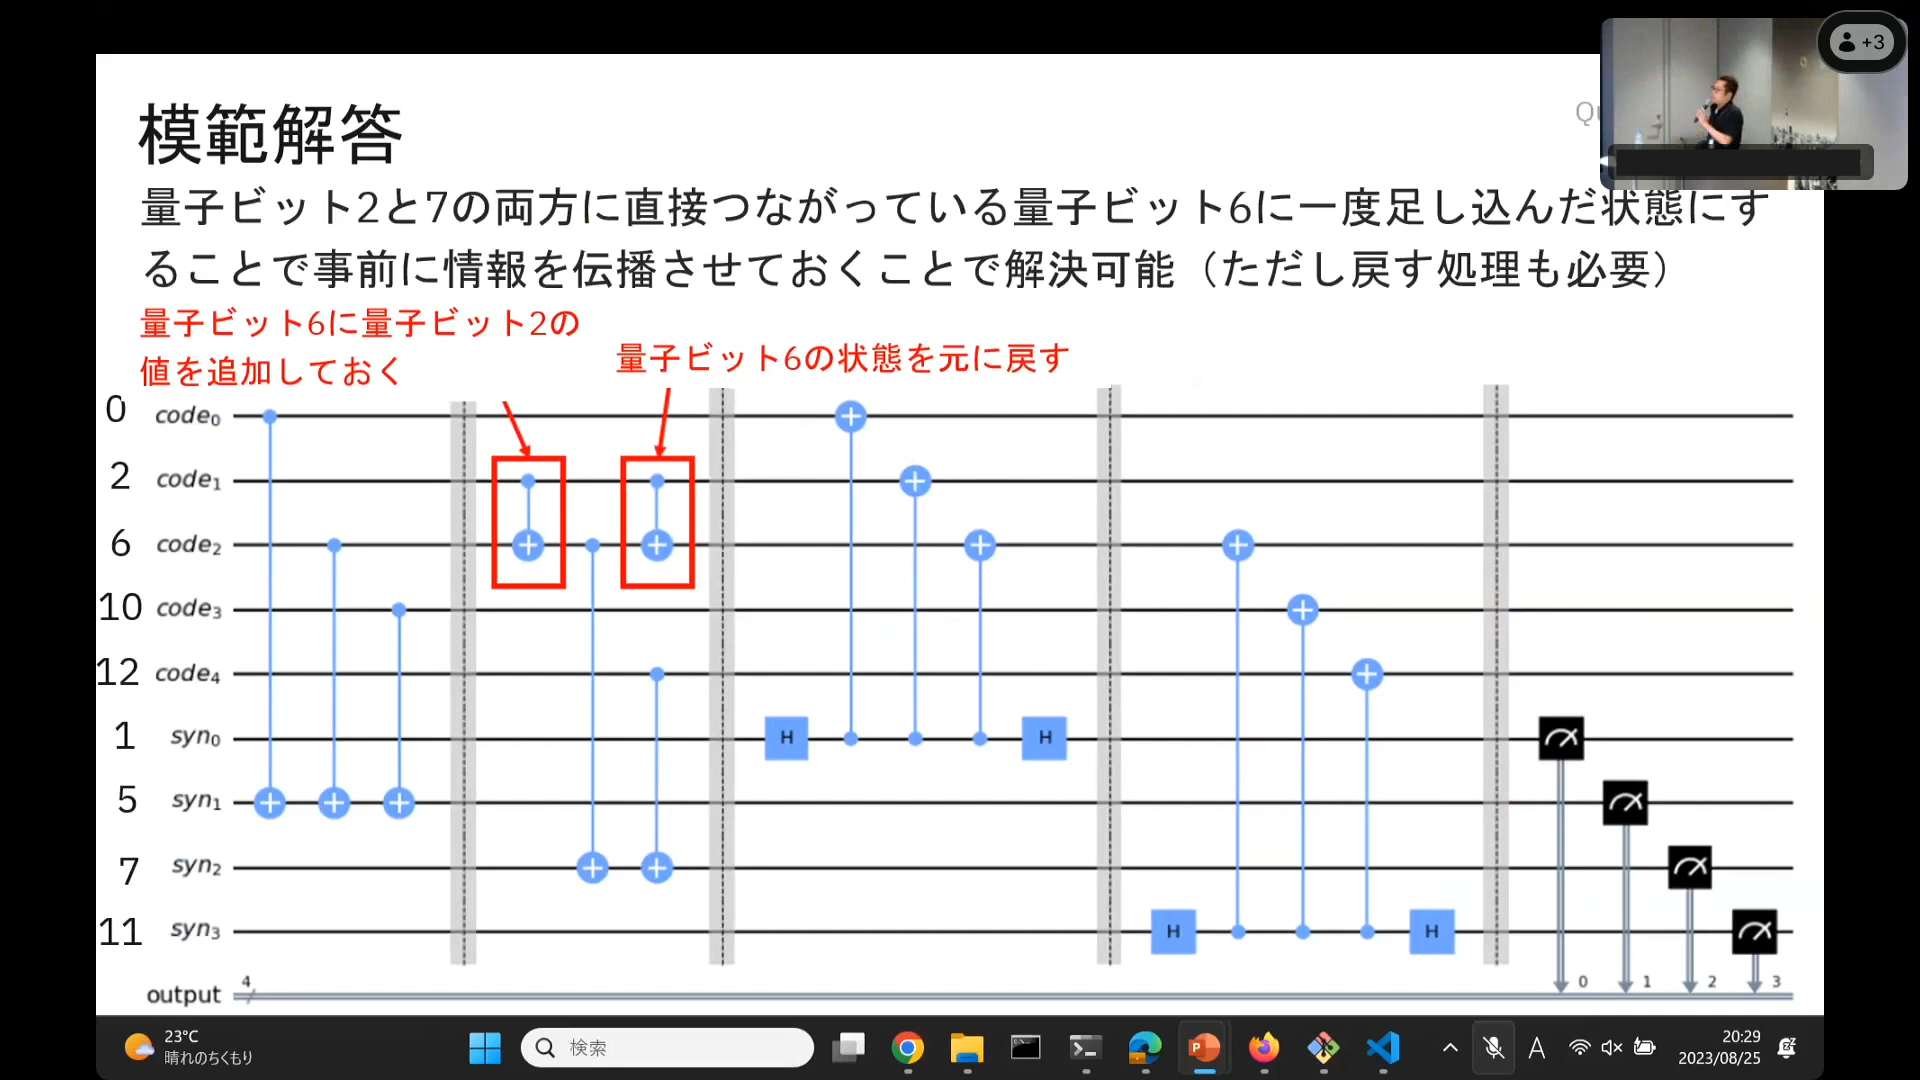 模範解答
Qu
+3
量子ビット2と7の両方に直接つながっている量子ビット6に一度足し込んだ状態にす
ることで事前に情報を伝播させておくことで解決可能（ただし戻す処理も必要）
量子ビット6に量子ビット2の
値を追加しておく
量子ビット6の状態を元に戻す
0 code0
2 code1
6 code2
10 code3
12 code4
1 syn0 H H
5 syn1
7 syn2
11 syn3 H H
output 4 0 1 2 3
23°C
晴れのちくもり
検索
A
20:29
2023/08/25